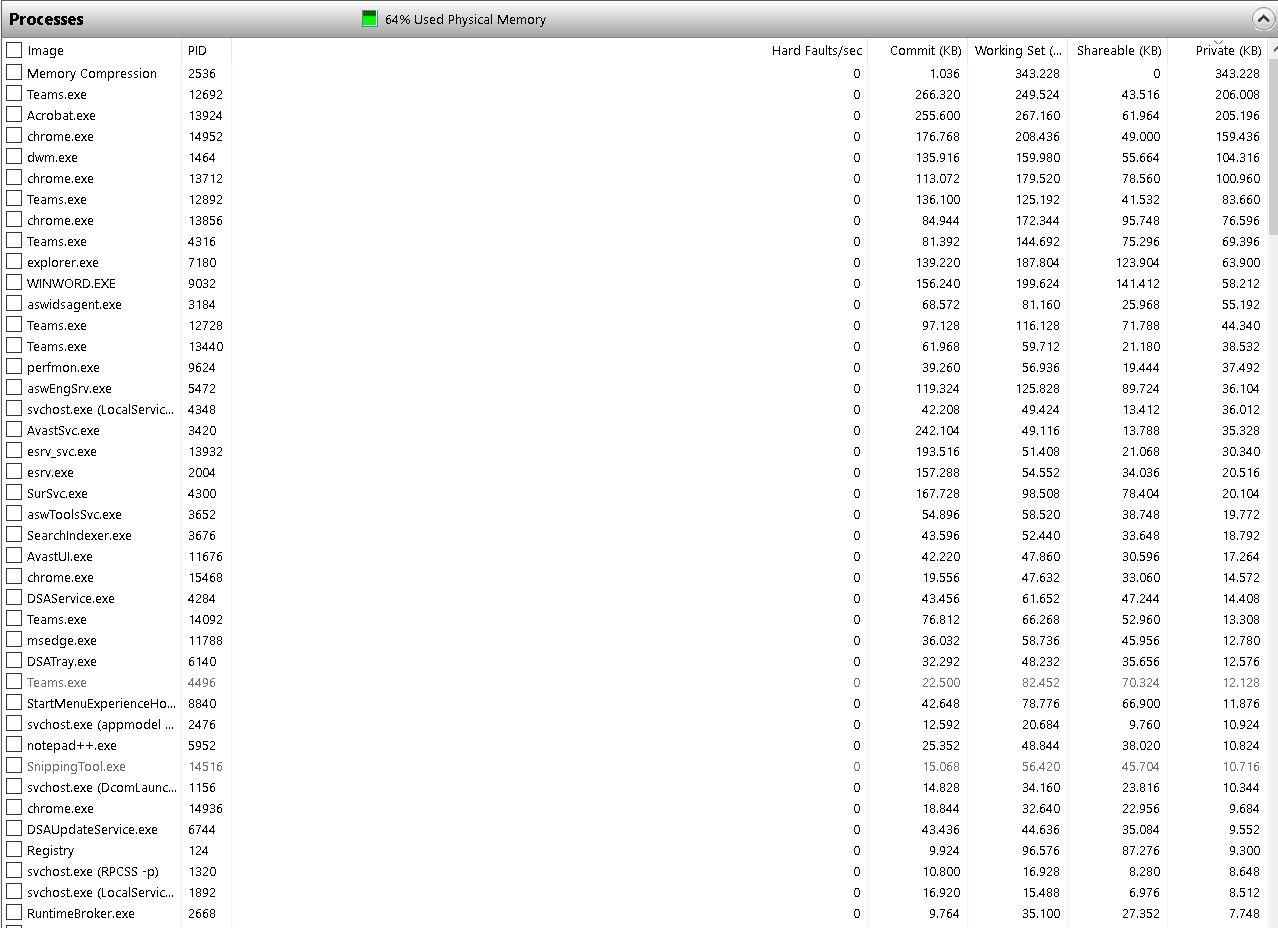 Processes 64% Used Physical Memory
Image PID Hard Faults/sec Commit (KB) Working Set (... Shareable (KB) Private (KB)
Memory Compression 2536 0 1.036 343.228 0 343.228
Teams.exe 12692 0 266.320 249.524 43.516 206.008
Acrobat.exe 13924 0 255.600 267.160 61.964 205.196
chrome.exe 14952 0 176.768 208.436 49.000 159.436
dwm.exe 1464 0 135.916 159.980 55.664 104.316
chrome.exe 13712 0 113.072 179.520 78.560 100.960
Teams.exe 12892 0 136.100 125.192 41.532 83.660
chrome.exe 13856 0 84.944 172.344 95.748 76.596
Teams.exe 4316 0 81.392 144.692 75.296 69.396
explorer.exe 7180 0 139.220 187.804 123.904 63.900
WINWORD.EXE 9032 0 156.240 199.624 141.412 58.212
aswidsagent.exe 3184 0 68.572 81.160 25.968 55.192
Teams.exe 12728 0 97.128 116.128 71.788 44.340
Teams.exe 13440 0 61.968 59.712 21.180 38.532
perfmon.exe 9624 0 39.260 56.936 19.444 37.492
aswEngSrv.exe 5472 0 119.324 125.828 89.724 36.104
svchost.exe (LocalServic... 4348 0 42.208 49.424 13.412 36.012
AvastSvc.exe 3420 0 242.104 49.116 13.788 35.328
esrv_svc.exe 13932 0 193.516 51.408 21.068 30.340
esrv.exe 2004 0 157.288 54.552 34.036 20.516
SurSvc.exe 4300 0 167.728 98.508 78.404 20.104
aswToolsSvc.exe 3652 0 54.896 58.520 38.748 19.772
SearchIndexer.exe 3676 0 43.596 52.440 33.648 18.792
AvastUI.exe 11676 0 42.220 47.860 30.596 17.264
chrome.exe 15468 0 19.556 47.632 33.060 14.572
DSAService.exe 4284 0 43.456 61.652 47.244 14.408
Teams.exe 14092 0 76.812 66.268 52.960 13.308
msedge.exe 11788 0 36.032 58.736 45.956 12.780
DSATray.exe 6140 0 32.292 48.232 35.656 12.576
Teams.exe 4496 0 22.500 82.452 70.324 12.128
StartMenuExperienceHo... 8840 0 42.648 78.776 66.900 11.876
svchost.exe (appmodel ... 2476 0 12.592 20.684 9.760 10.924
notepad++.exe 5952 0 25.352 48.844 38.020 10.824
SnippingTool.exe 14516 0 15.068 56.420 45.704 10.716
svchost.exe (DcomLaunc... 1156 0 14.828 34.160 23.816 10.344
chrome.exe 14936 0 18.844 32.640 22.956 9.684
DSAUpdateService.exe 6744 0 43.436 44.636 35.084 9.552
Registry 124 0 9.924 96.576 87.276 9.300
svchost.exe (RPCSS -p) 1320 0 10.800 16.928 8.280 8.648
svchost.exe (LocalServic... 1892 0 16.920 15.488 6.976 8.512
RuntimeBroker.exe 2668 0 9.764 35.100 27.352 7.748